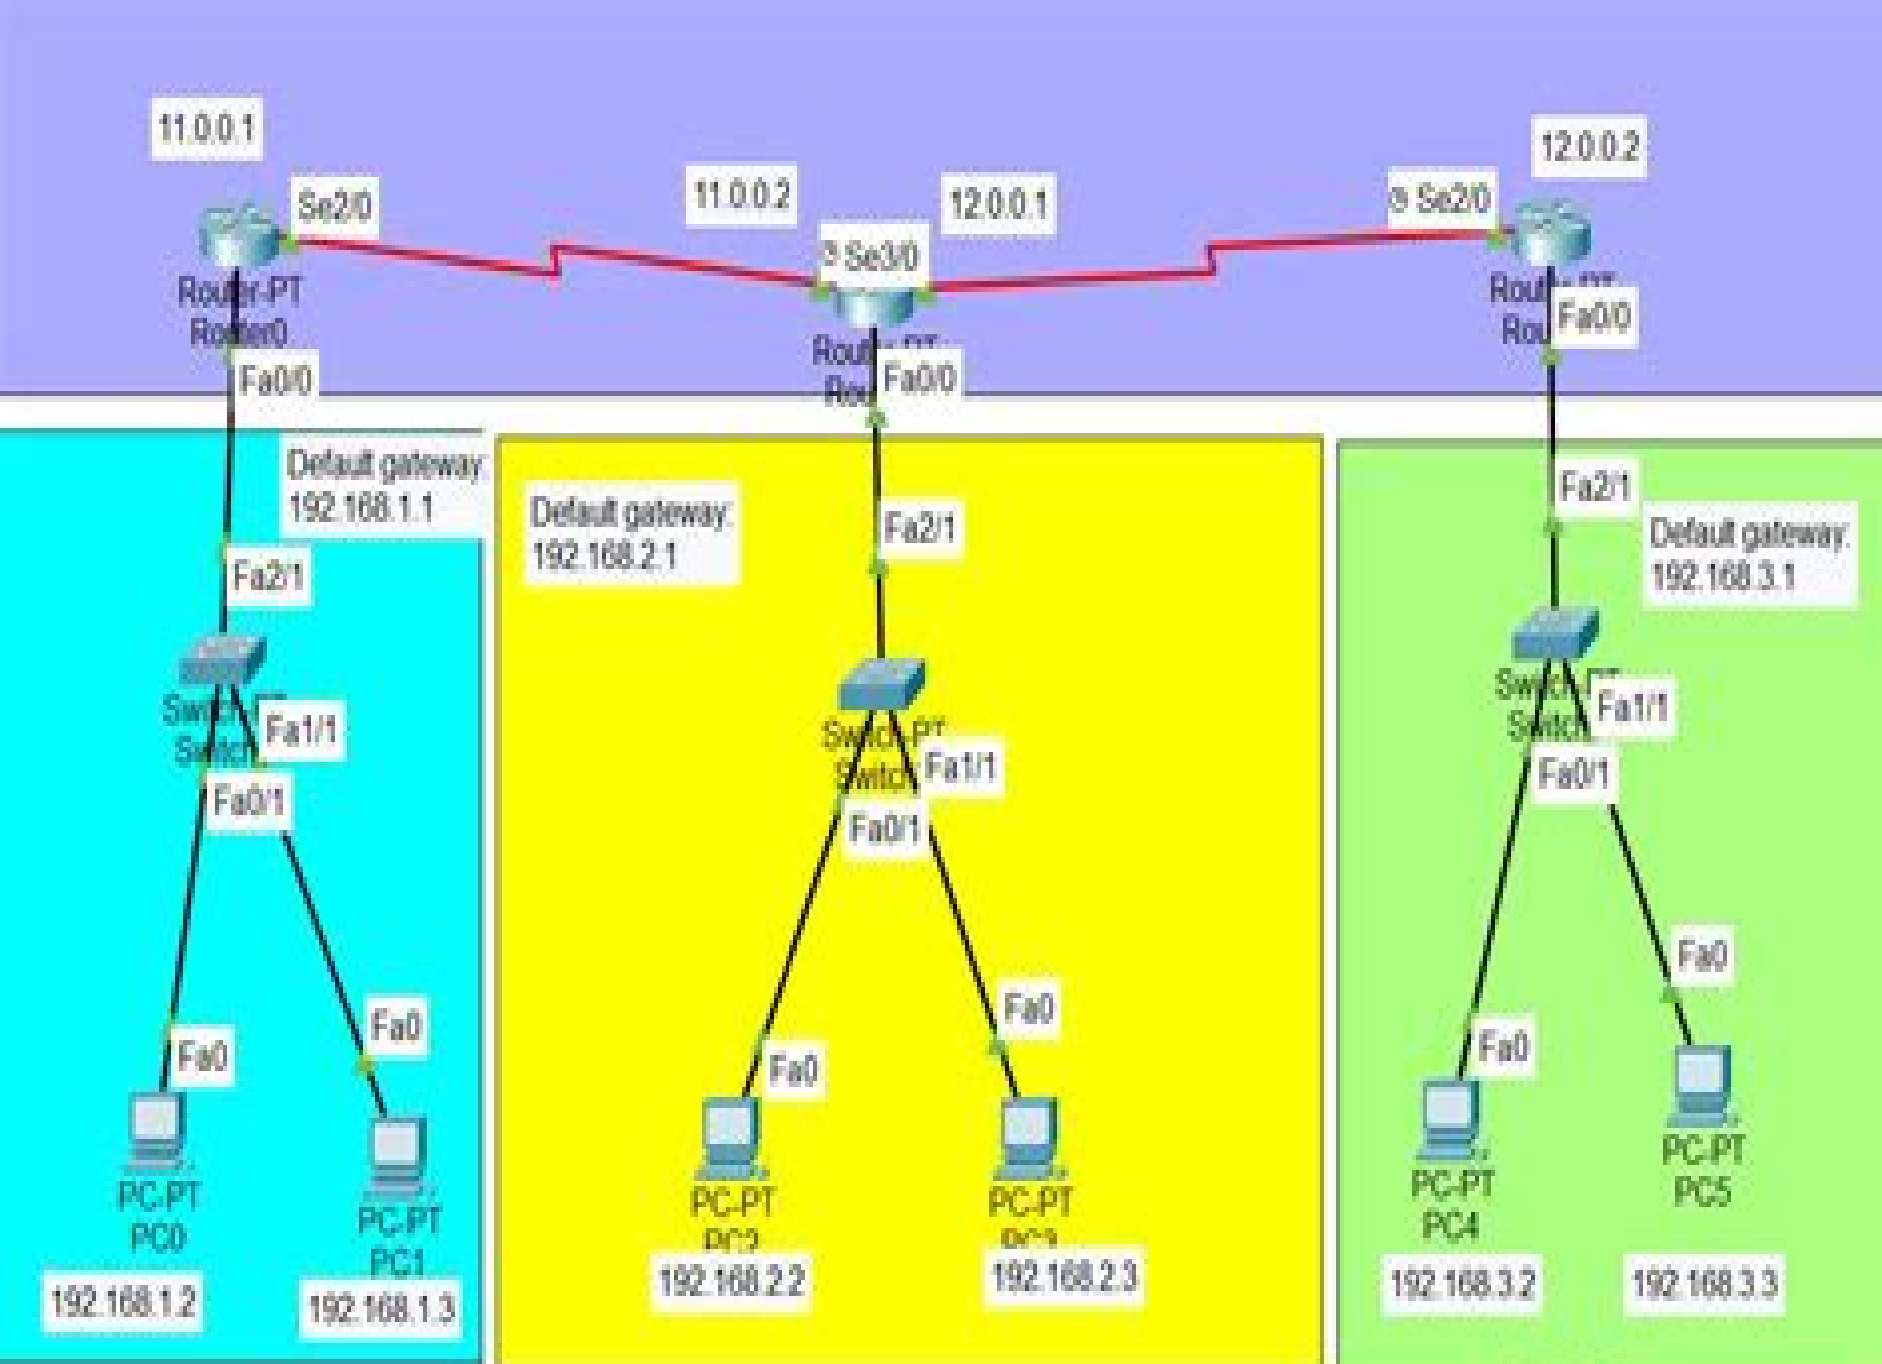 11.0.0.1
12.0.0.2
11.0.0.2
12.0.0.1
Se2/0
Se2/0
Se3/0
Router-PT
Router0
Fa0/0
Fa0/0
Fa0/0
Default gateway:
192.168.1.1
Default gateway:
192.168.2.1
Default gateway:
192.168.3.1
Fa2/1
Fa2/1
Fa2/1
Switch-PT
Fa1/1
Fa0/1
Fa1/1
Fa0/1
Fa1/1
Fa0/1
Fa0
Fa0
Fa0
Fa0
Fa0
Fa0
PC-PT
PC0
PC-PT
PC1
PC-PT
PC2
PC-PT
PC3
PC-PT
PC4
PC-PT
PC5
192.168.1.2
192.168.1.3
192.168.2.2
192.168.2.3
192.168.3.2
192.168.3.3